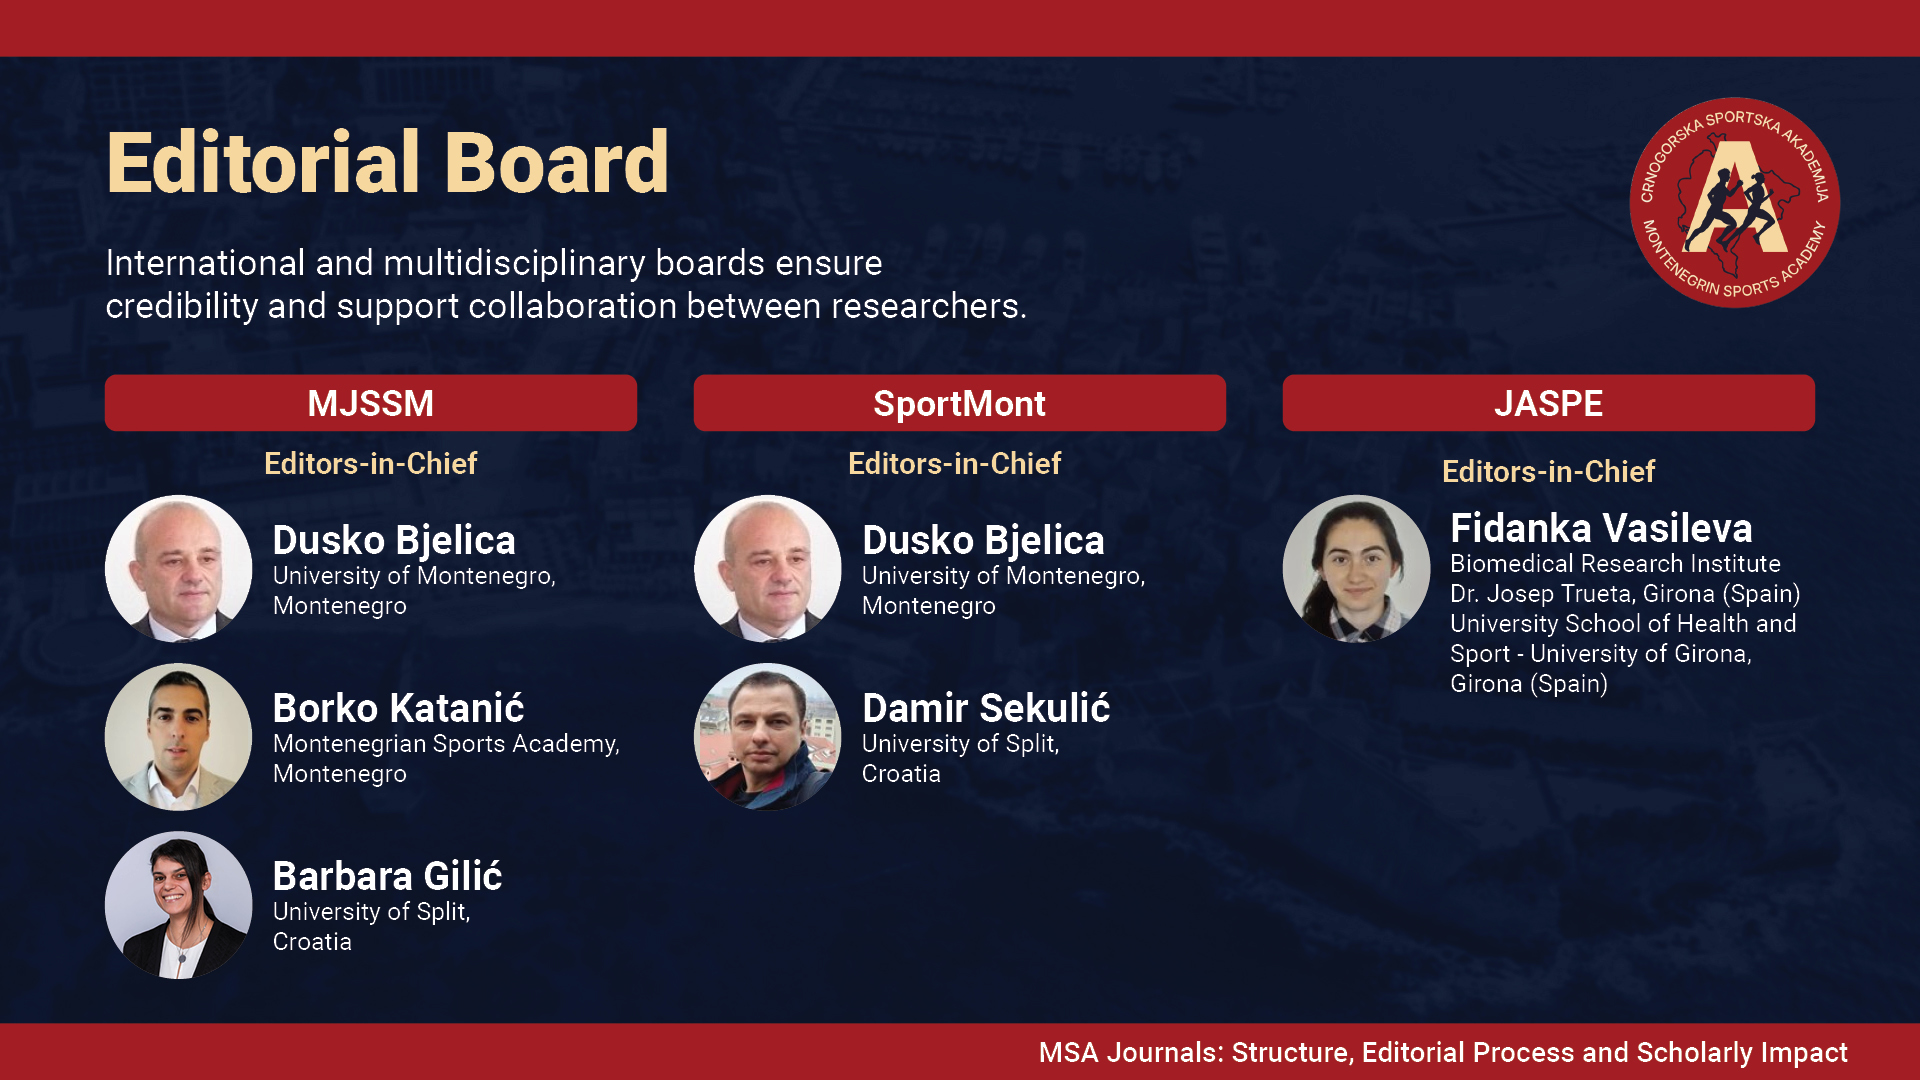 Editorial Board
CRNOGORSKA SPORTSKA AKADEMIJA
MONTENEGRIN SPORTS ACADEMY
International and multidisciplinary boards ensure
credibility and support collaboration between researchers.
MJSSM
Editors-in-Chief
Dusko Bjelica
University of Montenegro,
Montenegro
Borko Katanić
Montenegrian Sports Academy,
Montenegro
Barbara Gilić
University of Split,
Croatia
SportMont
Editors-in-Chief
Dusko Bjelica
University of Montenegro,
Montenegro
Damir Sekulić
University of Split,
Croatia
JASPE
Editors-in-Chief
Fidanka Vasileva
Biomedical Research Institute
Dr. Josep Trueta, Girona (Spain)
University School of Health and
Sport - University of Girona,
Girona (Spain)
MSA Journals: Structure, Editorial Process and Scholarly Impact